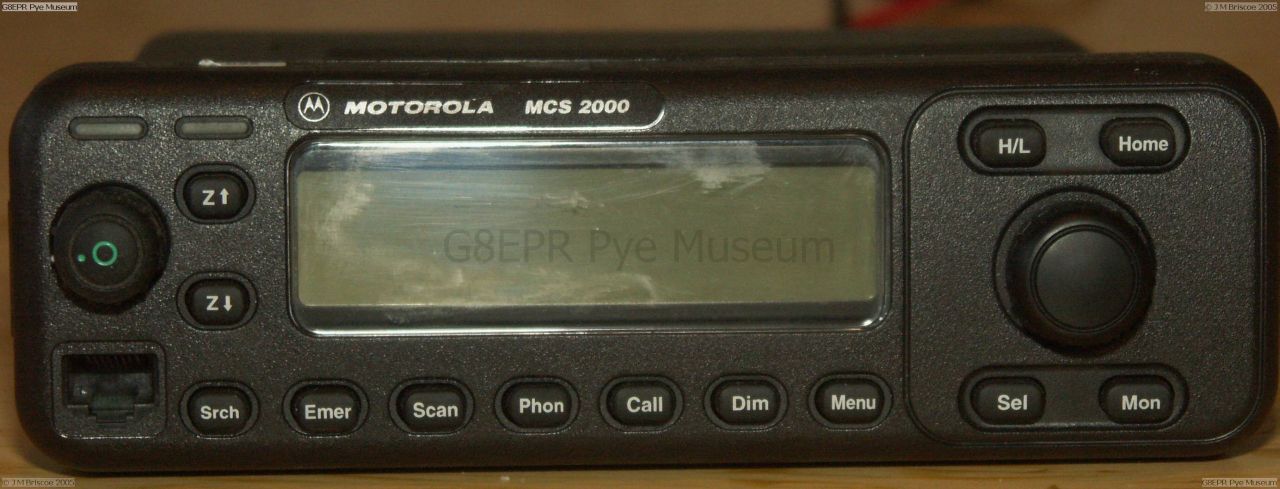 G8EPR Pye Museum
© J M Briscoe 2005
MOTOROLA MCS 2000
H/L
Home
Z↑
G8EPR Pye Museum
Z↓
Srch
Emer
Scan
Phon
Call
Dim
Menu
Sel
Mon
© J M Briscoe 2005
G8EPR Pye Museum